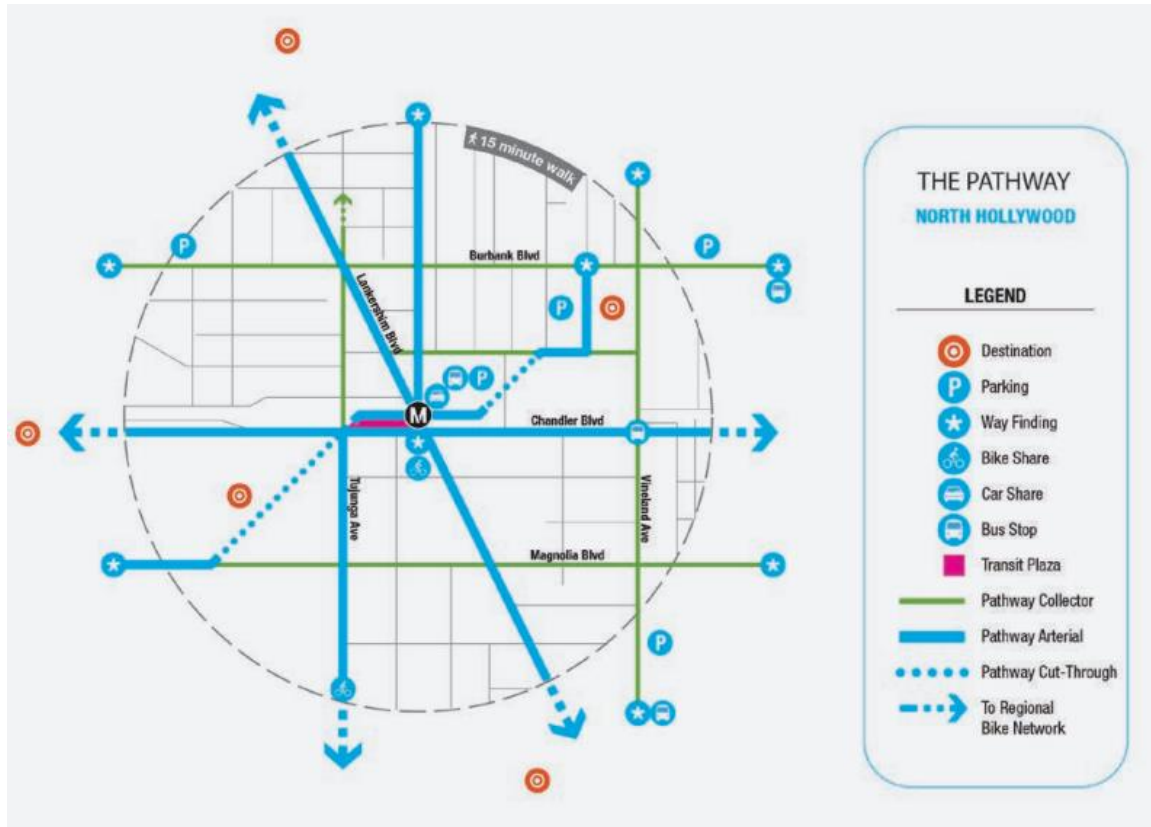 15 minute walk
Burbank Blvd
Lankershim Blvd
P
P
P
P
M
Chandler Blvd
Tujunga Ave
Vineland Ave
Magnolia Blvd
P
THE PATHWAY
NORTH HOLLYWOOD
LEGEND
Destination
P Parking
Way Finding
Bike Share
Car Share
Bus Stop
Transit Plaza
Pathway Collector
Pathway Arterial
Pathway Cut-Through
To Regional
Bike Network